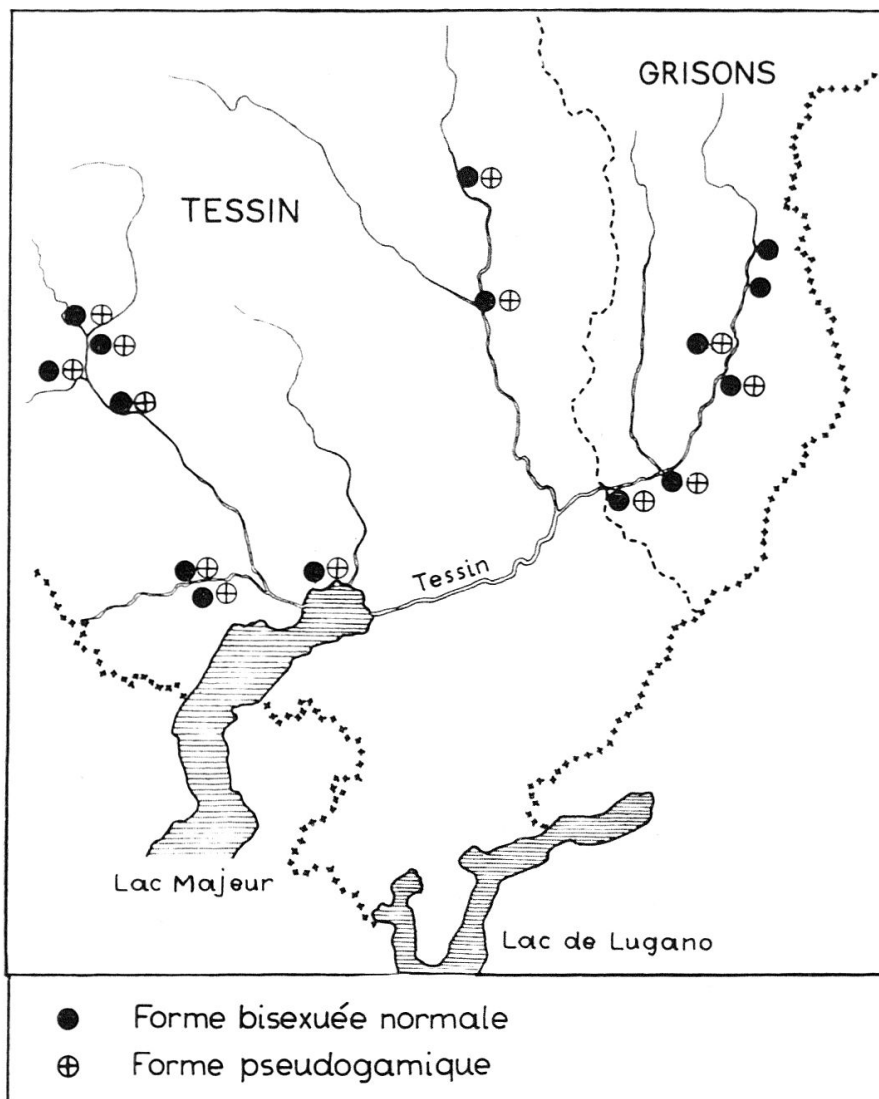 GRISONS
TESSIN
Tessin
Lac Majeur
Lac de Lugano
Forme bisexuée normale
Forme pseudogamique